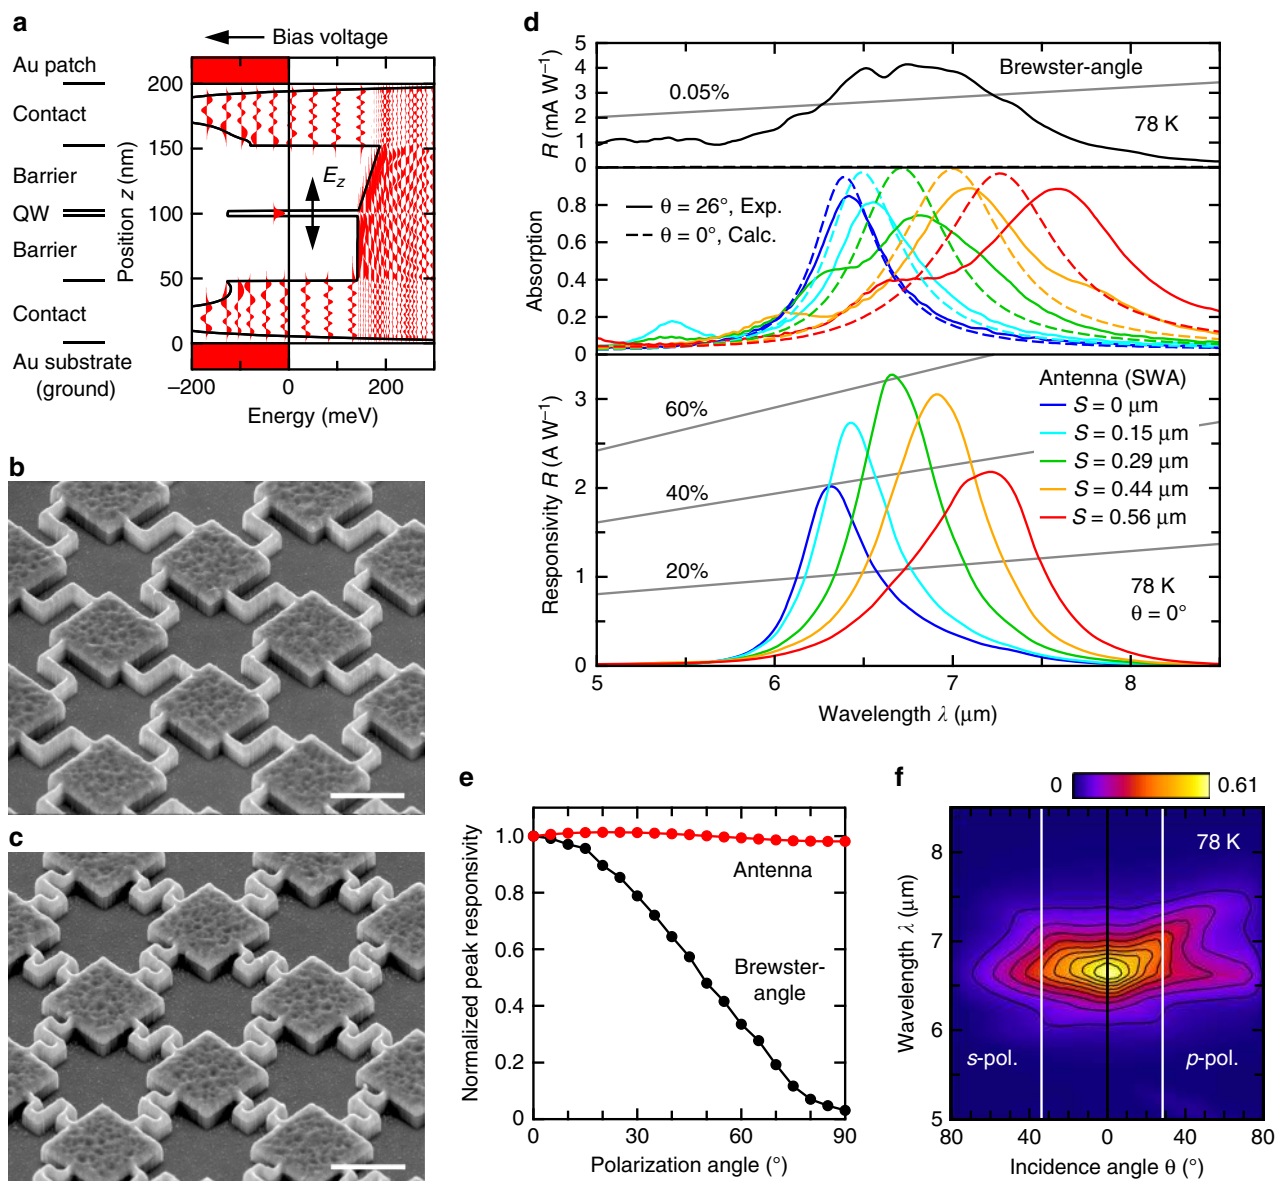 a
Bias voltage
Au patch
Contact
Barrier
QW
Barrier
Contact
Au substrate
(ground)
Position z (nm)
200
150
100
50
0
E_z
−200
0
200
Energy (meV)
b
c
d
R (mA W⁻¹)
5
4
3
2
1
0
Brewster-angle
0.05%
78 K
Absorption
0.8
0.6
0.4
0.2
0
θ = 26°, Exp.
θ = 0°, Calc.
Responsivity R (A W⁻¹)
3
2
1
0
60%
40%
20%
Antenna (SWA)
S = 0 μm
S = 0.15 μm
S = 0.29 μm
S = 0.44 μm
S = 0.56 μm
78 K
θ = 0°
5
6
7
8
Wavelength λ (μm)
e
Normalized peak responsivity
1.0
0.8
0.6
0.4
0.2
0
Antenna
Brewster-
angle
0
30
60
90
Polarization angle (°)
f
0
0.61
Wavelength λ (μm)
8
7
6
5
78 K
s-pol.
p-pol.
80
40
0
40
80
Incidence angle θ (°)